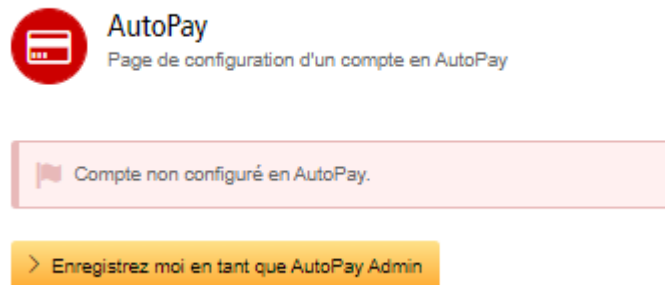 AutoPay
Page de configuration d'un compte en AutoPay
Compte non configuré en AutoPay.
> Enregistrez moi en tant que AutoPay Admin